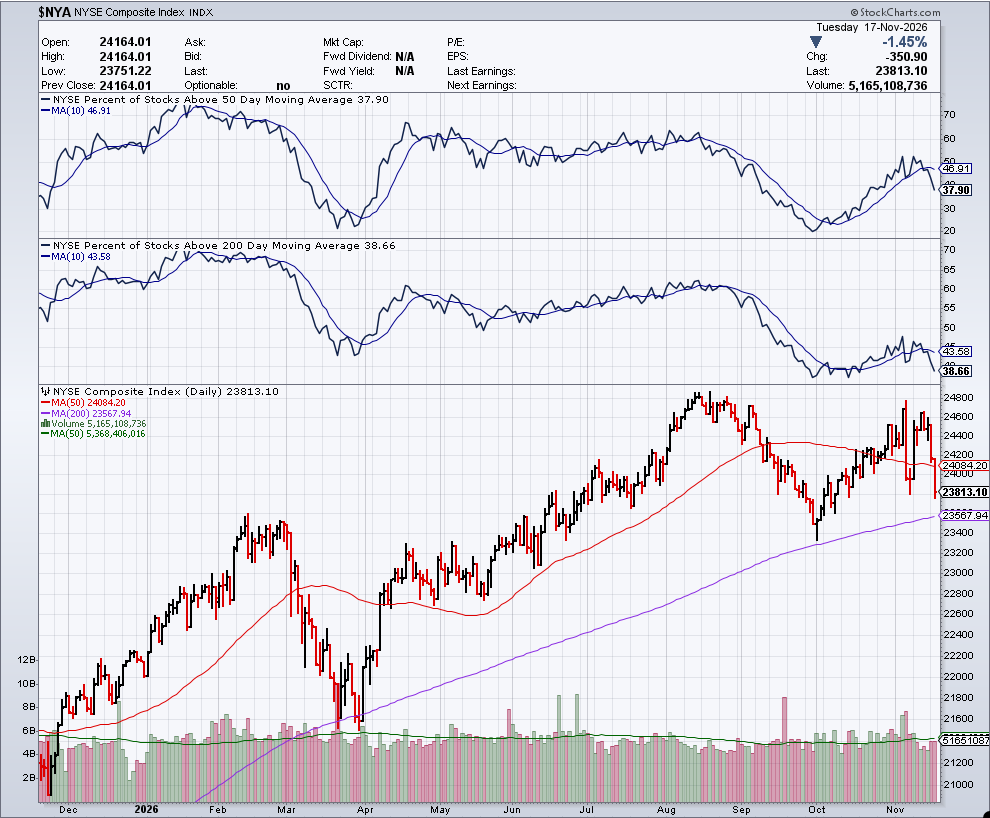 $NYA NYSE Composite Index INDX
© StockCharts.com
Tuesday 17-Nov-2026
Open: 24164.01 Ask: Mkt Cap: P/E: -1.45%
High: 24164.01 Bid: Fwd Dividend: N/A EPS: Chg: -350.90
Low: 23751.22 Last: Fwd Yield: N/A Last Earnings: Last: 23813.10
Prev Close: 24164.01 Optionable: no SCTR: Next Earnings: Volume: 5,165,108,736
NYSE Percent of Stocks Above 50 Day Moving Average 37.90
MA(10) 46.91
70
60
50
46.91
40
37.90
30
20
NYSE Percent of Stocks Above 200 Day Moving Average 38.66
MA(10) 43.58
70
65
60
55
50
45
43.58
40
38.66
NYSE Composite Index (Daily) 23813.10
MA(50) 24084.20
MA(200) 23567.94
Volume 5,165,108,736
MA(50) 5,368,406,016
24800
24600
24400
24200
24084.20
24000
23813.10
23567.94
23400
23200
23000
22800
22600
22400
22200
22000
21800
21600
51651087
21200
21000
12B
10B
8B
6B
4B
2B
Dec 2026 Feb Mar Apr May Jun Jul Aug Sep Oct Nov